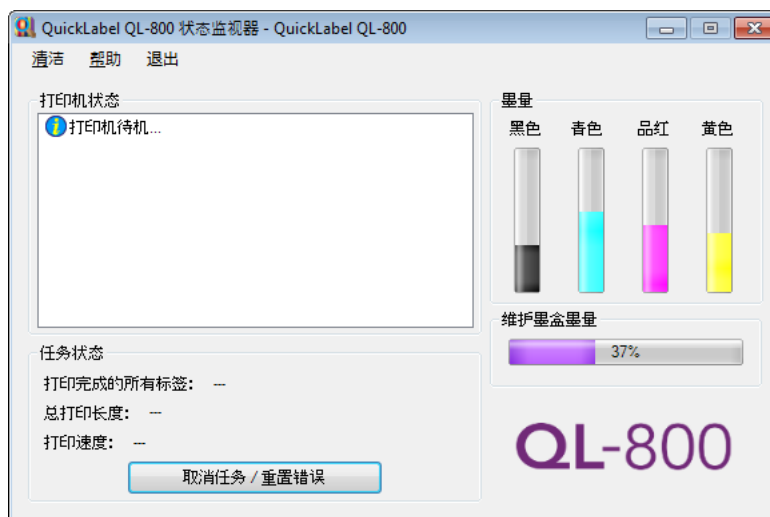 QuickLabel QL-800 状态监视器 - QuickLabel QL-800
清洁 帮助 退出
打印机状态
打印机待机...
墨量
黑色 青色 品红 黄色
维护墨盒墨量
37%
任务状态
打印完成的所有标签: --
总打印长度: --
打印速度: --
取消任务 / 重置错误
QL-800